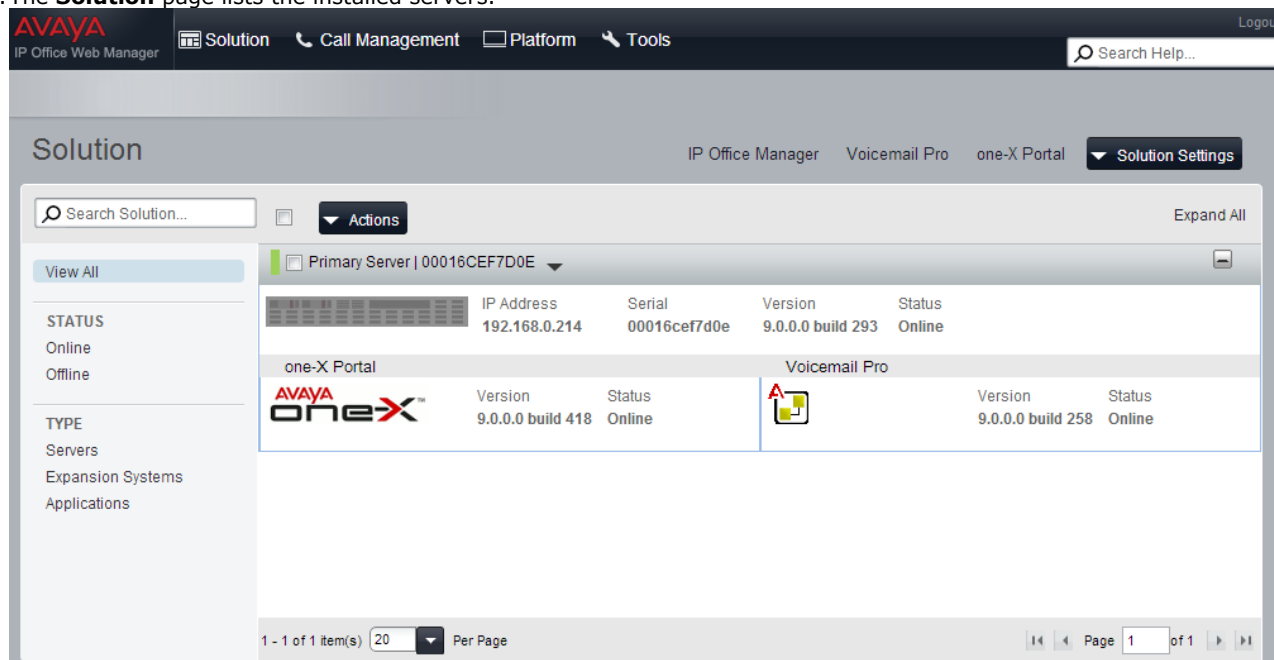 . The Solution page lists the installed servers.
AVAYA
IP Office Web Manager
Solution Call Management Platform Tools
Logou
Search Help...
Solution
IP Office Manager Voicemail Pro one-X Portal Solution Settings
Search Solution...
Actions
Expand All
View All
STATUS
Online
Offline
TYPE
Servers
Expansion Systems
Applications
Primary Server | 00016CEF7D0E
IP Address Serial Version Status
192.168.0.214 00016cef7d0e 9.0.0.0 build 293 Online
one-X Portal Voicemail Pro
AVAYA
one-X™
Version Status
9.0.0.0 build 418 Online
A
Version Status
9.0.0.0 build 258 Online
1 - 1 of 1 item(s) 20 Per Page
Page 1 of 1